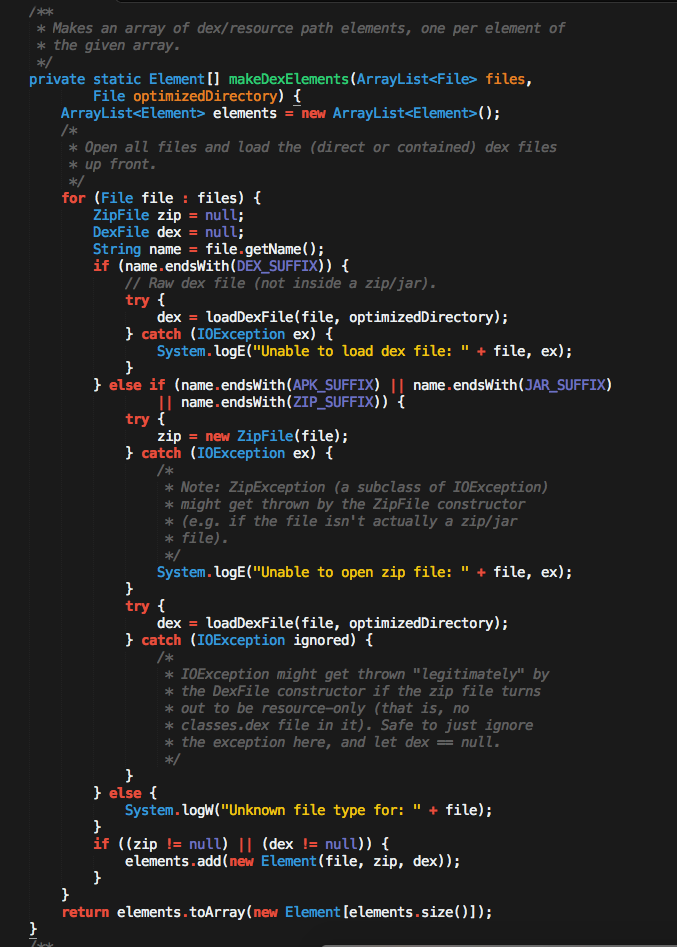 /**
 * Makes an array of dex/resource path elements, one per element of
 * the given array.
 */
private static Element[] makeDexElements(ArrayList<File> files,
        File optimizedDirectory) {
    ArrayList<Element> elements = new ArrayList<Element>();
    /*
     * Open all files and load the (direct or contained) dex files
     * up front.
     */
    for (File file : files) {
        ZipFile zip = null;
        DexFile dex = null;
        String name = file.getName();
        if (name.endsWith(DEX_SUFFIX)) {
            // Raw dex file (not inside a zip/jar).
            try {
                dex = loadDexFile(file, optimizedDirectory);
            } catch (IOException ex) {
                System.logE("Unable to load dex file: " + file, ex);
            }
        } else if (name.endsWith(APK_SUFFIX) || name.endsWith(JAR_SUFFIX)
                || name.endsWith(ZIP_SUFFIX)) {
            try {
                zip = new ZipFile(file);
            } catch (IOException ex) {
                /*
                 * Note: ZipException (a subclass of IOException)
                 * might get thrown by the ZipFile constructor
                 * (e.g. if the file isn't actually a zip/jar
                 * file).
                 */
                System.logE("Unable to open zip file: " + file, ex);
            }
            try {
                dex = loadDexFile(file, optimizedDirectory);
            } catch (IOException ignored) {
                /*
                 * IOException might get thrown "legitimately" by
                 * the DexFile constructor if the zip file turns
                 * out to be resource-only (that is, no
                 * classes.dex file in it). Safe to just ignore
                 * the exception here, and let dex == null.
                 */
            }
        } else {
            System.logW("Unknown file type for: " + file);
        }
        if ((zip != null) || (dex != null)) {
            elements.add(new Element(file, zip, dex));
        }
    }
    return elements.toArray(new Element[elements.size()]);
}
/**